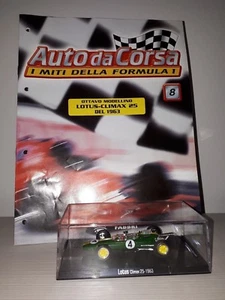 Auto da Corsa
I MITI DELLA FORMULA 1
8
OTTAVO MODELLINO
LOTUS-CLIMAX 25
DEL 1963
FABBRI
4
Lotus Climax 25-1963